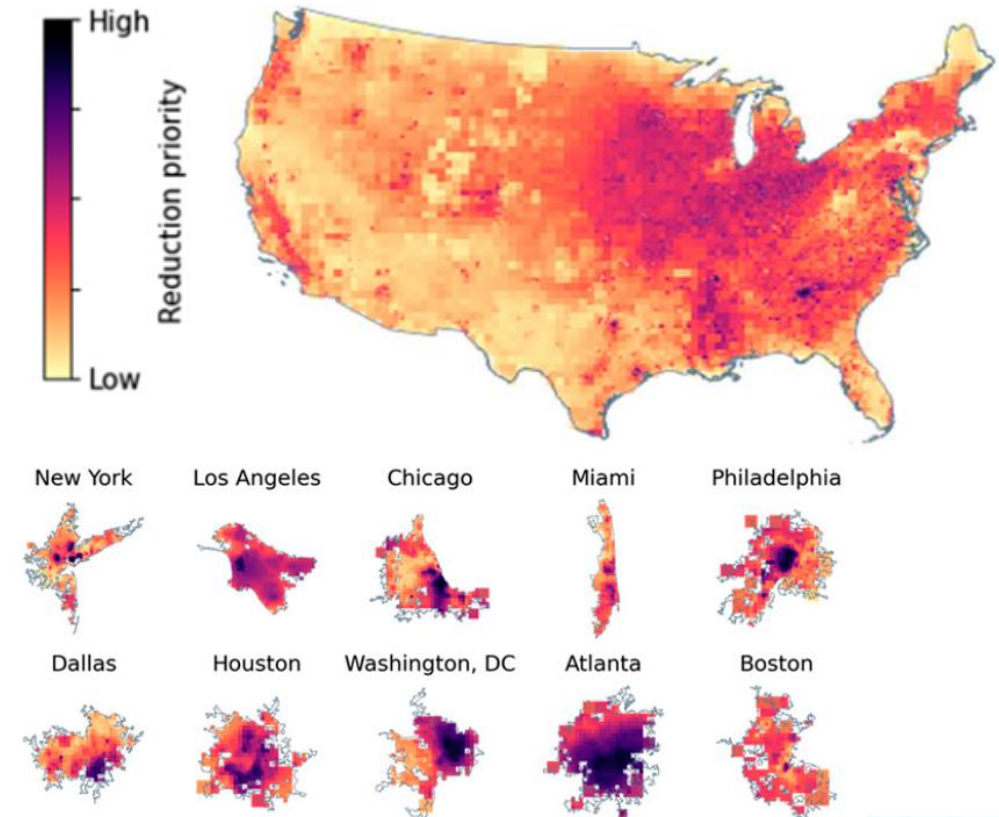 High
Reduction priority
Low
New York
Los Angeles
Chicago
Miami
Philadelphia
Dallas
Houston
Washington, DC
Atlanta
Boston